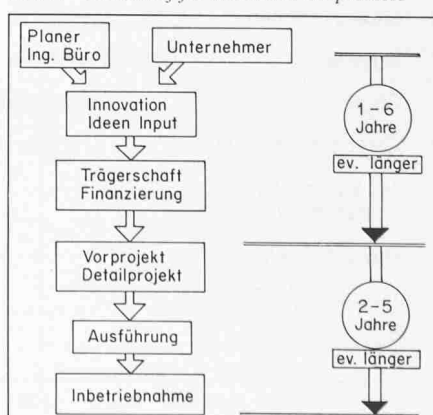 Planer
Ing. Büro
Unternehmer
Innovation
Ideen Input
Trägerschaft
Finanzierung
Vorprojekt
Detailprojekt
Ausführung
Inbetriebnahme
1-6
Jahre
ev. länger
2-5
Jahre
ev. länger